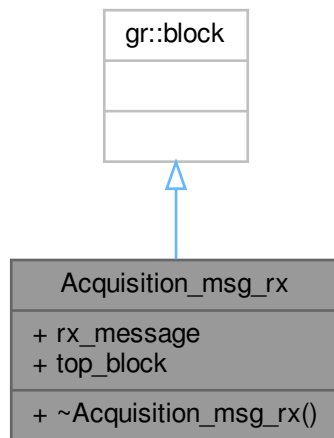 gr::block
Acquisition_msg_rx
+ rx_message
+ top_block
+ ~Acquisition_msg_rx()